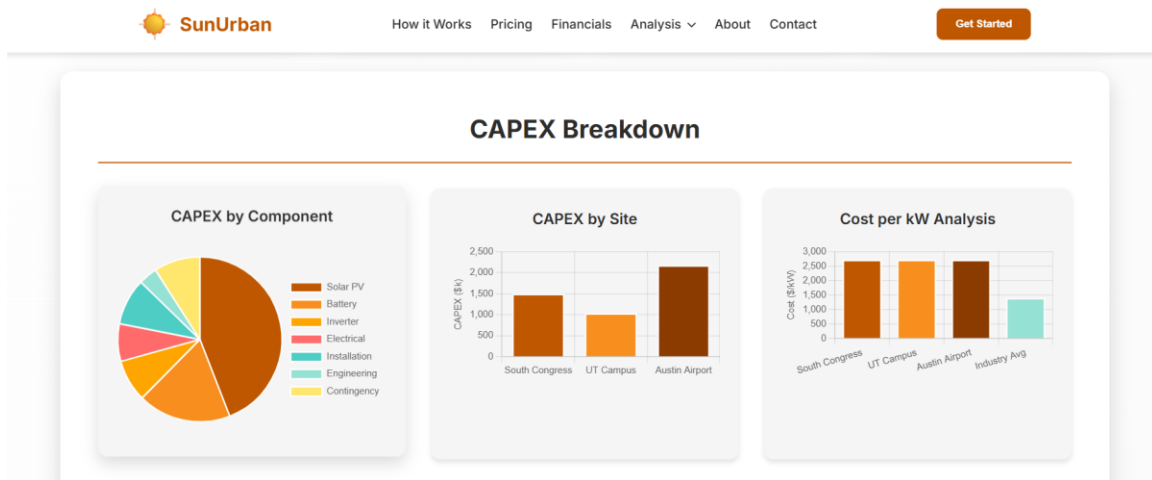 SunUrban
How it Works Pricing Financials Analysis About Contact
Get Started
CAPEX Breakdown
CAPEX by Component
Solar PV
Battery
Inverter
Electrical
Installation
Engineering
Contingency
CAPEX by Site
CAPEX ($k)
2,500
2,000
1,500
1,000
500
0
South Congress UT Campus Austin Airport
Cost per kW Analysis
Cost ($/kW)
3,000
2,500
2,000
1,500
1,000
500
0
South Congress UT Campus Austin Airport Industry Avg